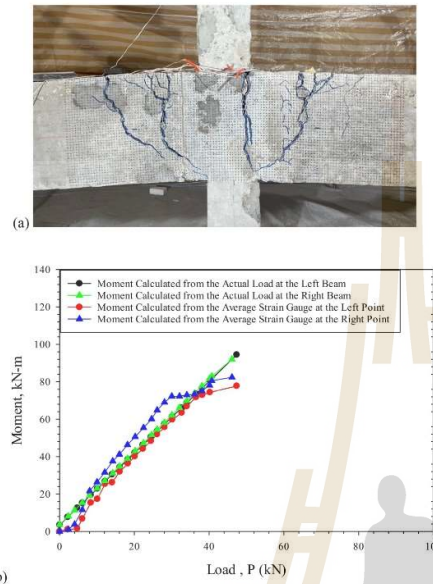 (a)
140
Moment Calculated from the Actual Load at the Left Beam
Moment Calculated from the Actual Load at the Right Beam
Moment Calculated from the Average Strain Gauge at the Left Point
Moment Calculated from the Average Strain Gauge at the Right Point
120
100
80
60
40
20
0
Moment, kN-m
0 20 40 60 80
Load , P (kN)